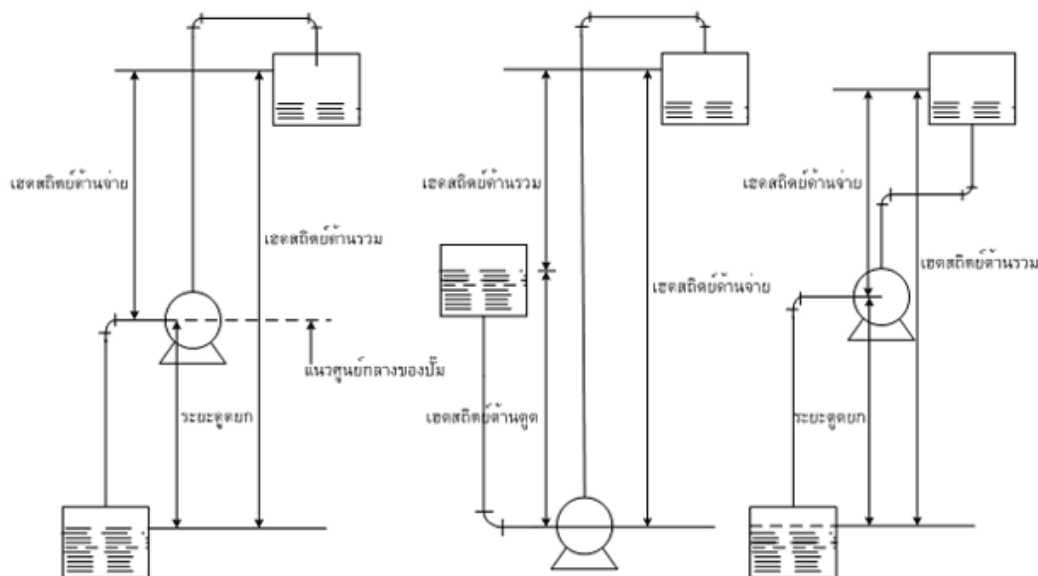 เฮดสถิตย์ด้านจ่าย
เฮดสถิตย์ด้านรวม
แนวศูนย์กลางของปั๊ม
ระยะดูดยก
เฮดสถิตย์ด้านรวม
เฮดสถิตย์ด้านจ่าย
เฮดสถิตย์ด้านดูด
เฮดสถิตย์ด้านจ่าย
เฮดสถิตย์ด้านรวม
ระยะดูดยก